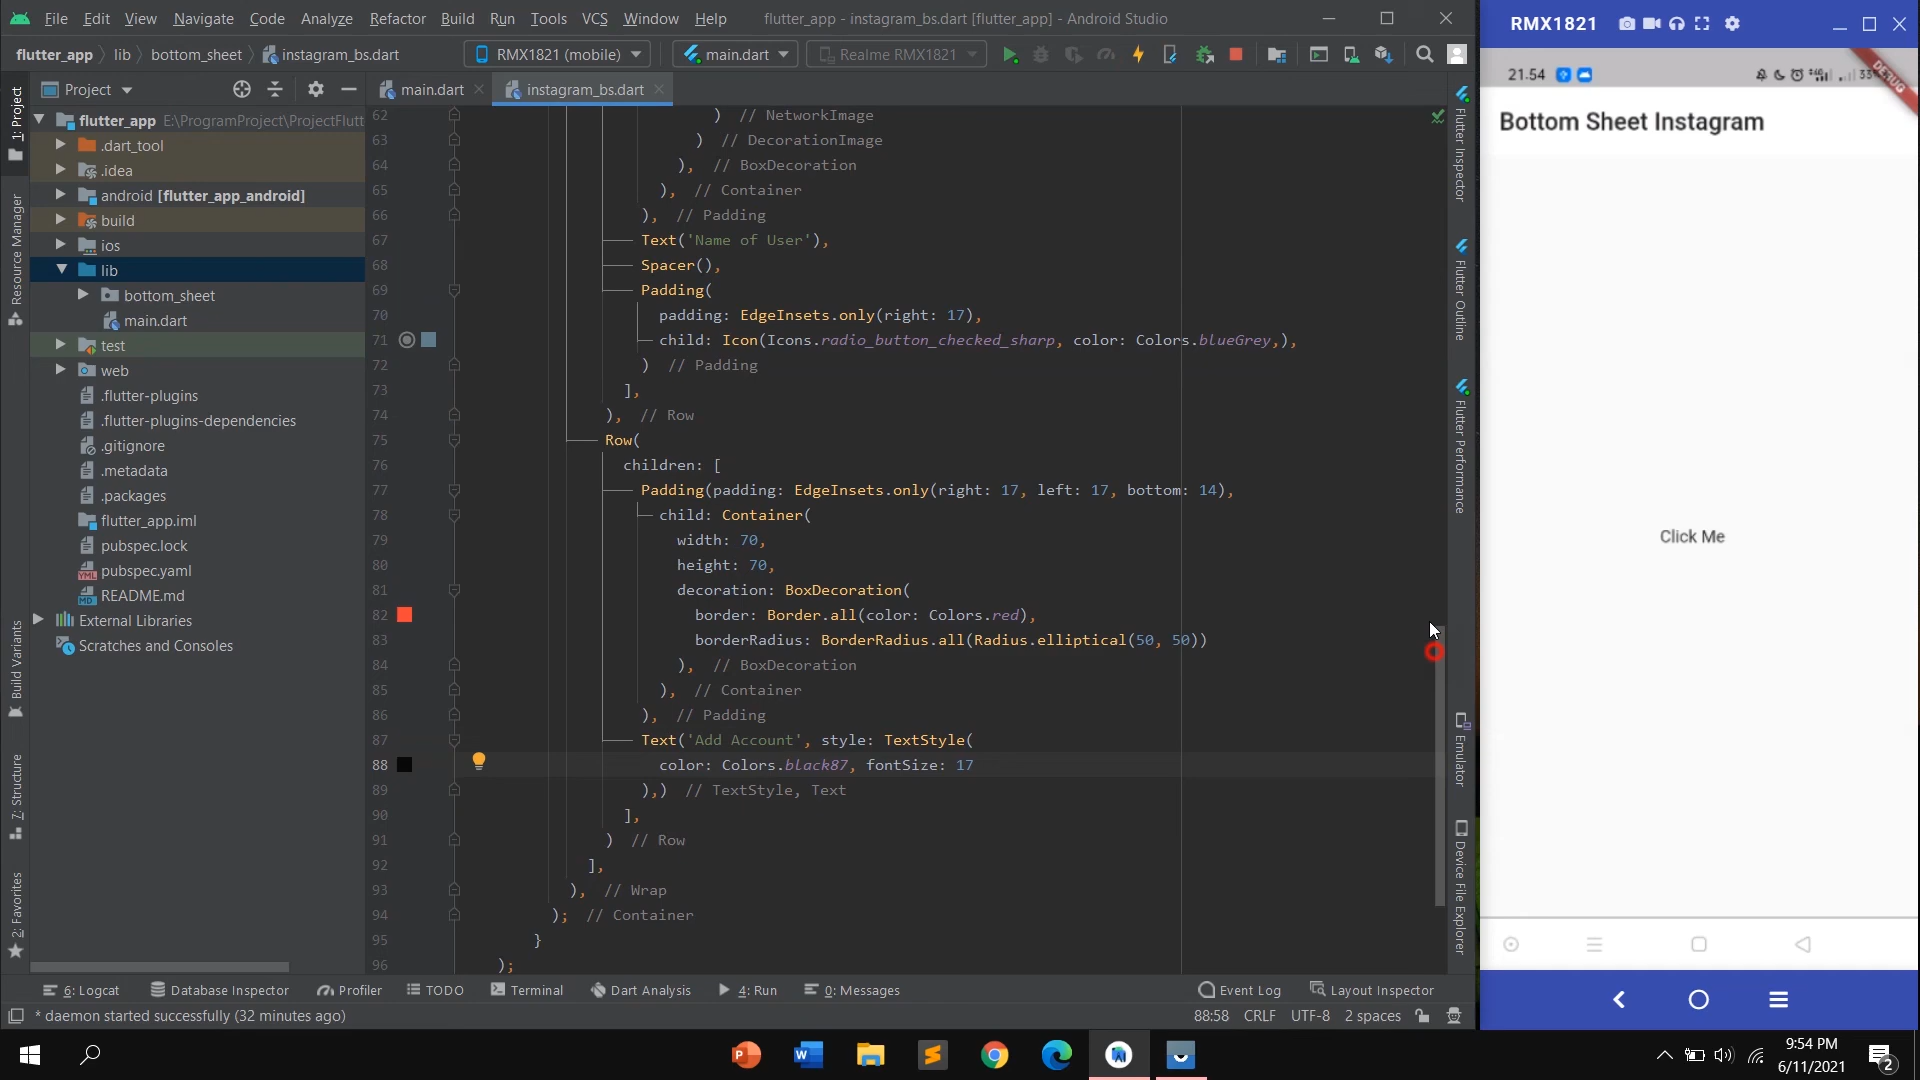 File Edit View Navigate Code Analyze Refactor Build Run Tools VCS Window Help flutter_app - instagram_bs.dart [flutter_app] - Android Studio
flutter_app lib bottom_sheet instagram_bs.dart RMX1821 (mobile) main.dart Realme RMX1821
Project main.dart instagram_bs.dart
1: Project
Resource Manager
Build Variants
7: Structure
2: Favorites
flutter_app E:\ProgramProject\ProjectFlutt
.dart_tool
.idea
android [flutter_app_android]
build
ios
lib
bottom_sheet
main.dart
test
web
.flutter-plugins
.flutter-plugins-dependencies
.gitignore
.metadata
.packages
flutter_app.iml
pubspec.lock
pubspec.yaml
README.md
External Libraries
Scratches and Consoles
62 ) // NetworkImage
63 ) // DecorationImage
64 ), // BoxDecoration
65 ), // Container
66 ), // Padding
67 Text('Name of User'),
68 Spacer(),
69 Padding(
70 padding: EdgeInsets.only(right: 17),
71 child: Icon(Icons.radio_button_checked_sharp, color: Colors.blueGrey,),
72 ) // Padding
73 ],
74 ), // Row
75 Row(
76 children: [
77 Padding(padding: EdgeInsets.only(right: 17, left: 17, bottom: 14),
78 child: Container(
79 width: 70,
80 height: 70,
81 decoration: BoxDecoration(
82 border: Border.all(color: Colors.red),
83 borderRadius: BorderRadius.all(Radius.elliptical(50, 50))
84 ), // BoxDecoration
85 ), // Container
86 ), // Padding
87 Text('Add Account', style: TextStyle(
88 color: Colors.black87, fontSize: 17
89 ),) // TextStyle, Text
90 ],
91 ) // Row
92 ],
93 ), // Wrap
94 ); // Container
95 }
96 );
Flutter Inspector
Flutter Outline
Flutter Performance
Emulator
Device File Explorer
6: Logcat Database Inspector Profiler TODO Terminal Dart Analysis 4: Run 0: Messages Event Log Layout Inspector
* daemon started successfully (32 minutes ago) 88:58 CRLF UTF-8 2 spaces
RMX1821
21.54
DEBUG
Bottom Sheet Instagram
Click Me
9:54 PM
6/11/2021
2